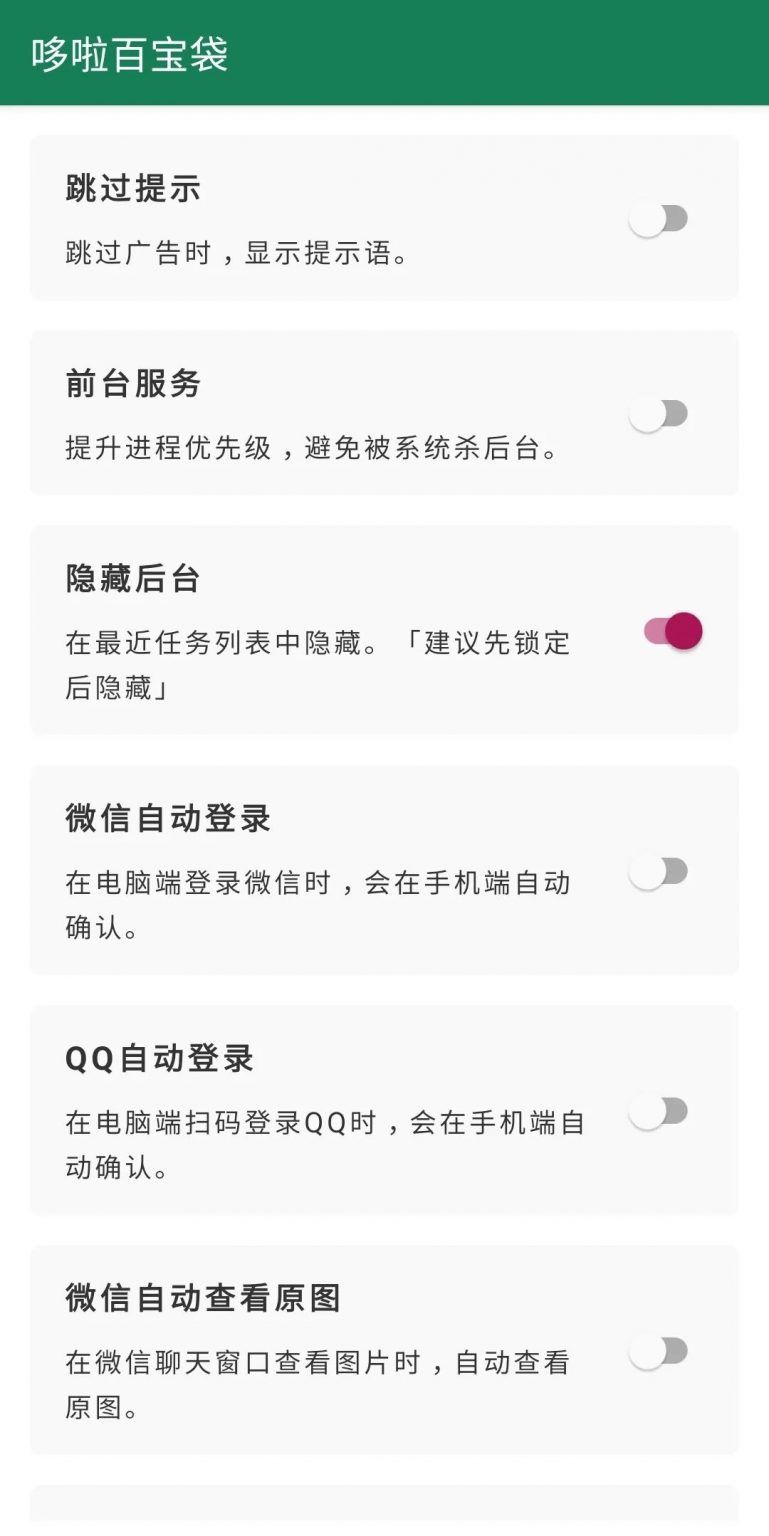 哆啦百宝袋
跳过提示
跳过广告时，显示提示语。
前台服务
提升进程优先级，避免被系统杀后台。
隐藏后台
在最近任务列表中隐藏。「建议先锁定
后隐藏」
微信自动登录
在电脑端登录微信时，会在手机端自动
确认。
QQ自动登录
在电脑端扫码登录QQ时，会在手机端自
动确认。
微信自动查看原图
在微信聊天窗口查看图片时，自动查看
原图。